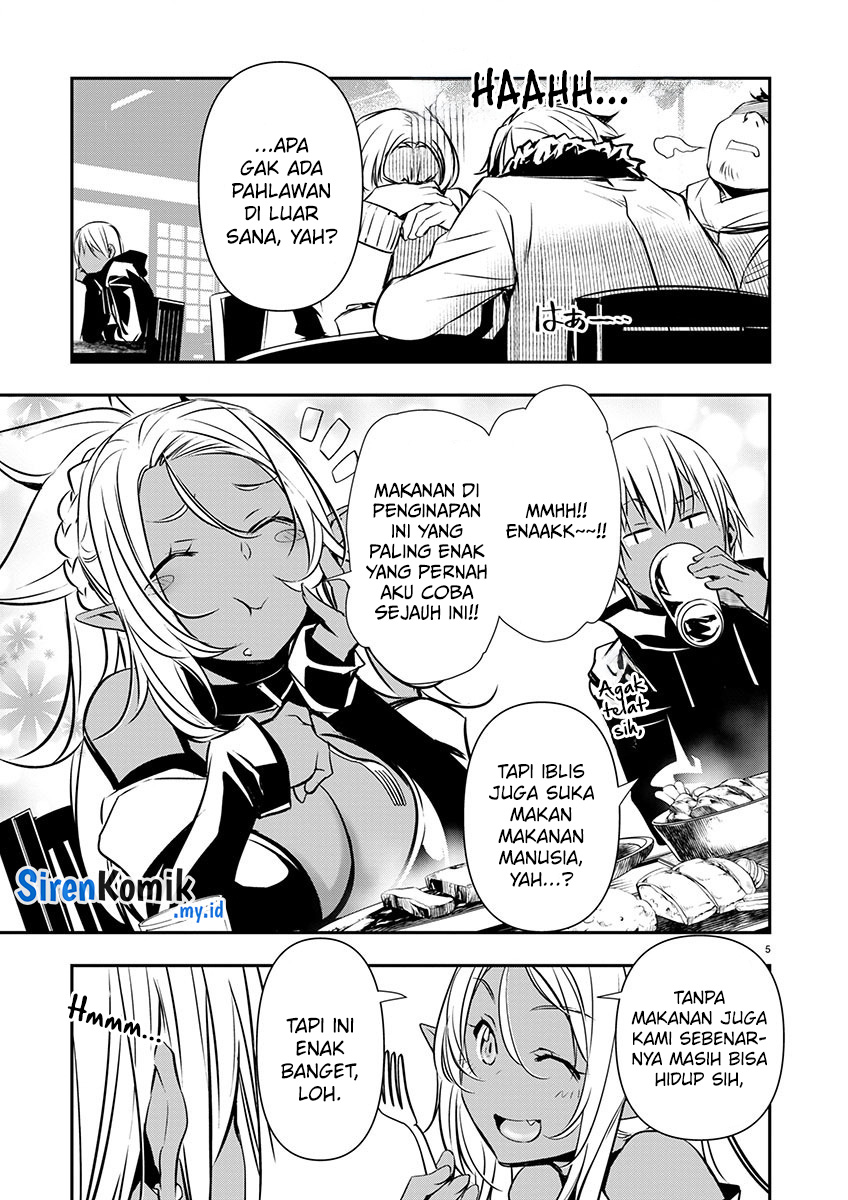 HAAHH...
...APA
GAK ADA
PAHLAWAN
DI LUAR
SANA, YAH?
はぁー…
MMHH!!
ENAAKK~~!!
MAKANAN DI
PENGINAPAN
INI YANG
PALING ENAK
YANG PERNAH
AKU COBA
SEJAUH INI!!
Agak
telat
sih,
TAPI IBLIS
JUGA SUKA
MAKAN
MAKANAN
MANUSIA,
YAH...?
SirenKomik
.my.id
5
TANPA
MAKANAN JUGA
KAMI SEBENAR-
NYA MASIH BISA
HIDUP SIH,
TAPI INI
ENAK
BANGET,
LOH.
Hmmm...